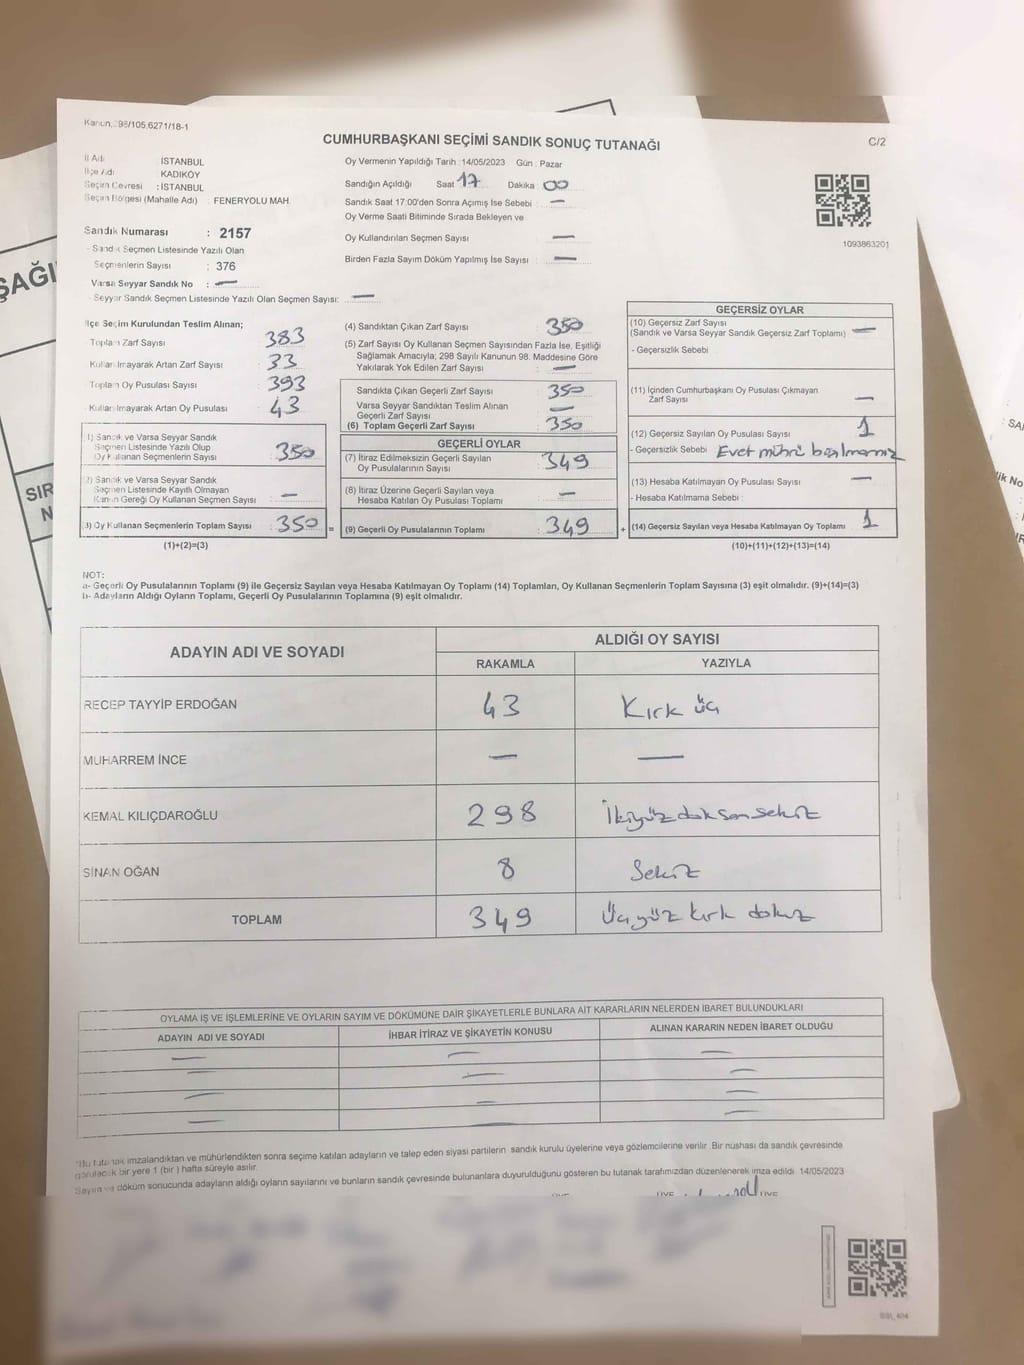 Kanun, 298/105,6271/18-1
CUMHURBAŞKANI SEÇİMİ SANDIK SONUÇ TUTANAĞI
C/2
İl Adı : İSTANBUL
İlçe Adı : KADIKÖY
Seçim Çevresi : İSTANBUL
Seçim Bölgesi (Mahalle Adı) : FENERYOLU MAH.
Oy Vermenin Yapıldığı Tarih : 14/05/2023 Gün : Pazar
Sandığın Açıldığı Saat 17 Dakika 00
Sandık Saat 17:00'den Sonra Açımış İse Sebebi : —
Oy Verme Saati Bitiminde Sırada Bekleyen ve
Oy Kullandırılan Seçmen Sayısı : —
Birden Fazla Sayım Döküm Yapılmış İse Sayısı : —
1093863201
Sandık Numarası : 2157
- Sandık Seçmen Listesinde Yazılı Olan
Seçmenlerin Sayısı : 376
Varsa Seyyar Sandık No : —
- Seyyar Sandık Seçmen Listesinde Yazılı Olan Seçmen Sayısı: —
İlçe Seçim Kurulundan Teslim Alınan;
Toplam Zarf Sayısı : 383
Kullanılmayarak Artan Zarf Sayısı : 33
Toplam Oy Pusulası Sayısı : 393
Kullanılmayarak Artan Oy Pusulası : 43
(1) Sandık ve Varsa Seyyar Sandık
Seçmen Listesinde Yazılı Olup
Oy Kullanan Seçmenlerin Sayısı : 350
(2) Sandık ve Varsa Seyyar Sandık
Seçmen Listesinde Kayıtlı Olmayan
Kanun Gereği Oy Kullanan Seçmen Sayısı : —
(3) Oy Kullanan Seçmenlerin Toplam Sayısı : 350 =
(1)+(2)=(3)
(4) Sandıktan Çıkan Zarf Sayısı : 350
(5) Zarf Sayısı Oy Kullanan Seçmen Sayısından Fazla İse, Eşitliği
Sağlamak Amacıyla; 298 Sayılı Kanunun 98. Maddesine Göre
Yakılarak Yok Edilen Zarf Sayısı : —
Sandıkta Çıkan Geçerli Zarf Sayısı : 350
Varsa Seyyar Sandıktan Teslim Alınan
Geçerli Zarf Sayısı : —
(6) Toplam Geçerli Zarf Sayısı : 350
GEÇERLİ OYLAR
(7) İtiraz Edilmeksizin Geçerli Sayılan
Oy Pusulalarının Sayısı : 349
(8) İtiraz Üzerine Geçerli Sayılan veya
Hesaba Katılan Oy Pusulası Toplamı : —
(9) Geçerli Oy Pusulalarının Toplamı : 349 +
GEÇERSİZ OYLAR
(10) Geçersiz Zarf Sayısı
(Sandık ve Varsa Seyyar Sandık Geçersiz Zarf Toplamı) : —
- Geçersizlik Sebebi
(11) İçinden Cumhurbaşkanı Oy Pusulası Çıkmayan
Zarf Sayısı : —
(12) Geçersiz Sayılan Oy Pusulası Sayısı : 1
- Geçersizlik Sebebi : Evet mührü basılmamış
(13) Hesaba Katılmayan Oy Pusulası Sayısı : —
- Hesaba Katılmama Sebebi :
(14) Geçersiz Sayılan veya Hesaba Katılmayan Oy Toplamı : 1
(10)+(11)+(12)+(13)=(14)
NOT:
a- Geçerli Oy Pusulalarının Toplamı (9) ile Geçersiz Sayılan veya Hesaba Katılmayan Oy Toplamı (14) Toplamları, Oy Kullanan Seçmenlerin Toplam Sayısına (3) eşit olmalıdır. (9)+(14)=(3)
b- Adayların Aldığı Oyların Toplamı, Geçerli Oy Pusulalarının Toplamına (9) eşit olmalıdır.
ADAYIN ADI VE SOYADI
ALDIĞI OY SAYISI
RAKAMLA YAZIYLA
RECEP TAYYİP ERDOĞAN 43 Kırk üç
MUHARREM İNCE — —
KEMAL KILIÇDAROĞLU 298 İkiyüz doksan sekiz
SİNAN OĞAN 8 Sekiz
TOPLAM 349 Üçyüz kırk dokuz
OYLAMA İŞ VE İŞLEMLERİNE VE OYLARIN SAYIM VE DÖKÜMÜNE DAİR ŞİKAYETLERLE BUNLARA AİT KARARLARIN NELERDEN İBARET BULUNDUKLARI
ADAYIN ADI VE SOYADI İHBAR İTİRAZ VE ŞİKAYETİN KONUSU ALINAN KARARIN NEDEN İBARET OLDUĞU
— — —
— — —
— — —
— — —
*Bu tutanak imzalandıktan ve mühürlendikten sonra seçime katılan adayların ve talep eden siyasi partilerin sandık kurulu üyelerine veya gözlemcilerine verilir. Bir nüshası da sandık çevresinde
görülecek bir yere 1 (bir ) hafta süreyle asılır.
Sayım ve döküm sonucunda adayların aldığı oyların sayılarını ve bunların sandık çevresinde bulunanlara duyurulduğunu gösteren bu tutanak tarafımızdan düzenlenerek imza edildi. 14/05/2023
SAĞI
SIR
N